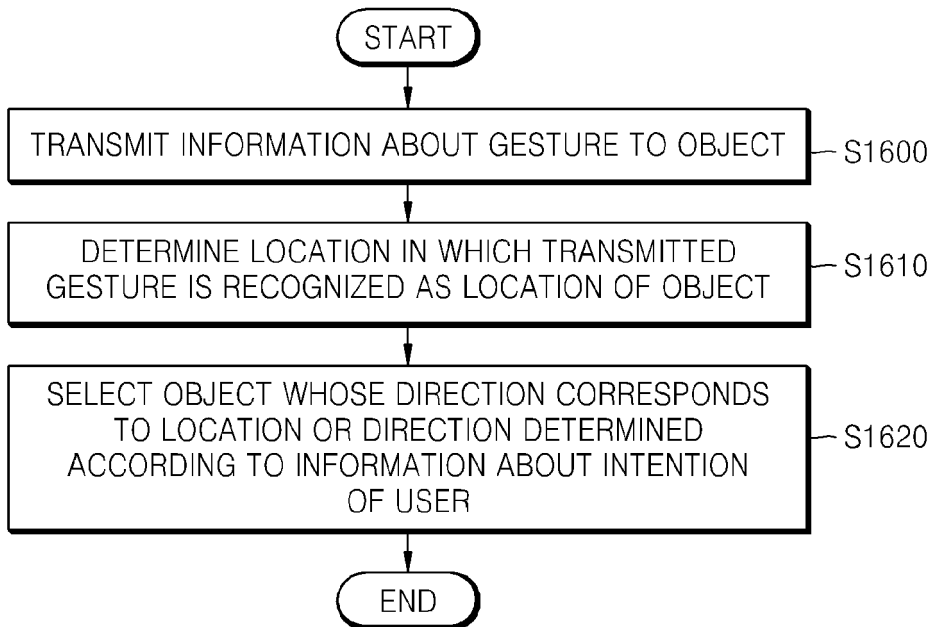 START
TRANSMIT INFORMATION ABOUT GESTURE TO OBJECT
S1600
DETERMINE LOCATION IN WHICH TRANSMITTED
GESTURE IS RECOGNIZED AS LOCATION OF OBJECT
S1610
SELECT OBJECT WHOSE DIRECTION CORRESPONDS
TO LOCATION OR DIRECTION DETERMINED
ACCORDING TO INFORMATION ABOUT INTENTION
OF USER
S1620
END